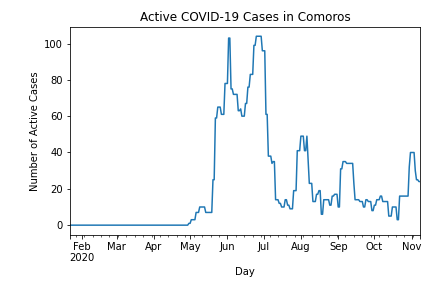 Active COVID-19 Cases in Comoros
Number of Active Cases
100
80
60
40
20
0
Feb Mar Apr May Jun Jul Aug Sep Oct Nov
2020
Day